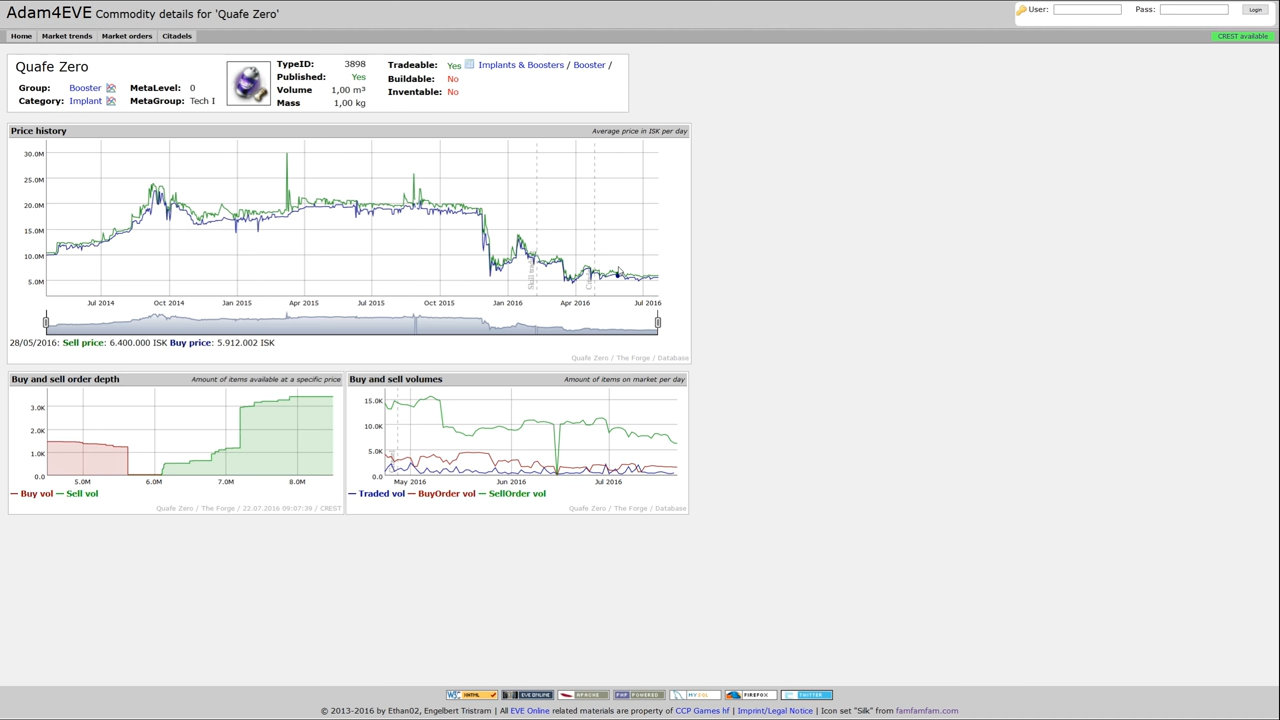 Adam4EVE Commodity details for 'Quafe Zero'
User: Pass: Login
Home Market trends Market orders Citadels CREST available
Quafe Zero
Group: Booster MetaLevel: 0
Category: Implant MetaGroup: Tech I
TypeID: 3898
Published: Yes
Volume 1,00 m³
Mass 1,00 kg
Tradeable: Yes Implants & Boosters / Booster /
Buildable: No
Inventable: No
Price history Average price in ISK per day
30.0M
25.0M
20.0M
15.0M
10.0M
5.0M
Jul 2014 Oct 2014 Jan 2015 Apr 2015 Jul 2015 Oct 2015 Jan 2016 Apr 2016 Jul 2016
28/05/2016: Sell price: 6.400.000 ISK Buy price: 5.912.002 ISK
Quafe Zero / The Forge / Database
Buy and sell order depth Amount of items available at a specific price
3.0K
2.0K
1.0K
0.0
5.0M 6.0M 7.0M 8.0M
Buy vol Sell vol
Quafe Zero / The Forge / 22.07.2016 09:07:39 / CREST
Buy and sell volumes Amount of items on market per day
15.0K
10.0K
5.0K
0.0
May 2016 Jun 2016 Jul 2016
Traded vol BuyOrder vol SellOrder vol
Quafe Zero / The Forge / Database
W3C XHTML EVE ONLINE APACHE PHP POWERED MYSQL FIREFOX TWITTER
© 2013-2016 by Ethan02, Engelbert Tristram | All EVE Online related materials are property of CCP Games hf | Imprint/Legal Notice | Icon set "Silk" from famfamfam.com